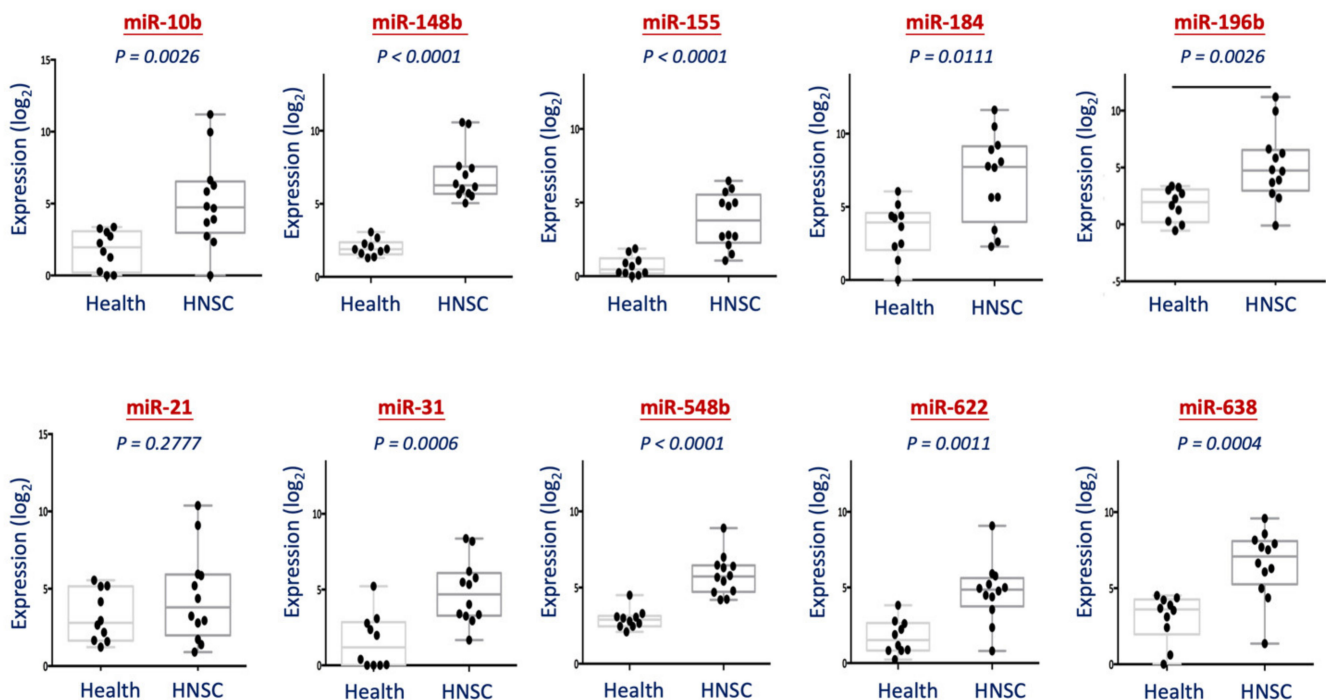 miR-10b
miR-148b
miR-155
miR-184
miR-196b
P = 0.0026
P < 0.0001
P < 0.0001
P = 0.0111
P = 0.0026
Expression (log2)
15
10
5
0
Expression (log2)
10
5
0
Expression (log2)
10
5
0
Expression (log2)
10
5
0
Expression (log2)
10
5
0
-5
Health HNSC
Health HNSC
Health HNSC
Health HNSC
Health HNSC
miR-21
miR-31
miR-548b
miR-622
miR-638
P = 0.2777
P = 0.0006
P < 0.0001
P = 0.0011
P = 0.0004
Expression (log2)
15
10
5
0
Expression (log2)
10
5
0
Expression (log2)
10
5
0
Expression (log2)
10
5
0
Expression (log2)
10
5
0
Health HNSC
Health HNSC
Health HNSC
Health HNSC
Health HNSC